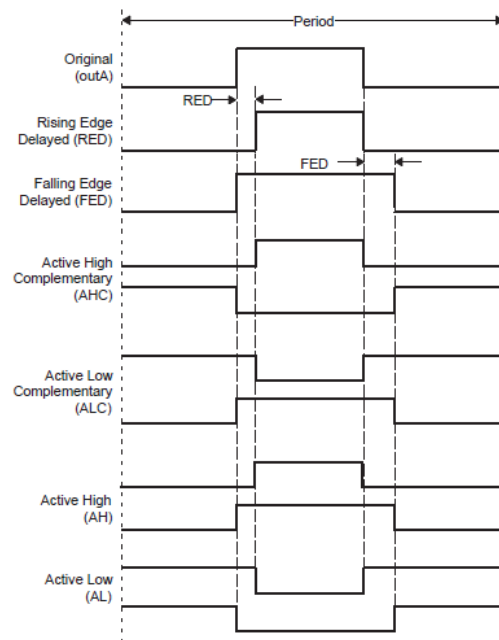 Period
Original
(outA)
RED
Rising Edge
Delayed (RED)
FED
Falling Edge
Delayed (FED)
Active High
Complementary
(AHC)
Active Low
Complementary
(ALC)
Active High
(AH)
Active Low
(AL)